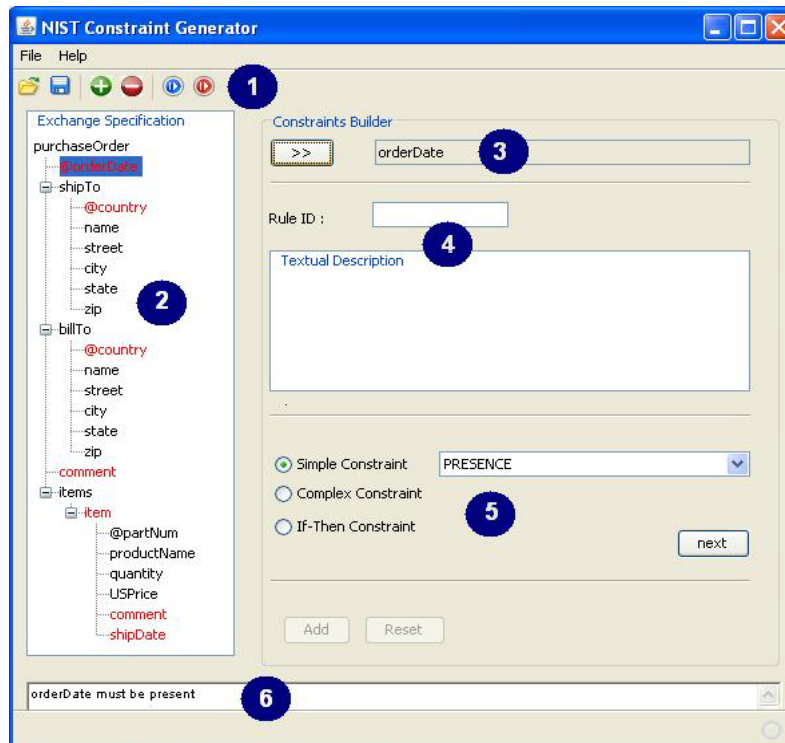 NIST Constraint Generator
File Help
1
Exchange Specification
purchaseOrder
@orderDate
shipTo
@country
name
street
city
state
zip
2
billTo
@country
name
street
city
state
zip
comment
items
item
@partNum
productName
quantity
USPrice
comment
shipDate
Constraints Builder
>> orderDate
3
Rule ID :
4
Textual Description
.
Simple Constraint PRESENCE
Complex Constraint
If-Then Constraint
5
next
Add Reset
orderDate must be present
6